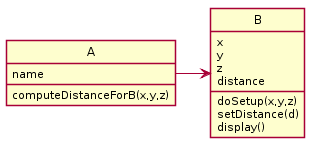 A
name
computeDistanceForB(x,y,z)
B
x
y
z
distance
doSetup(x,y,z)
setDistance(d)
display()